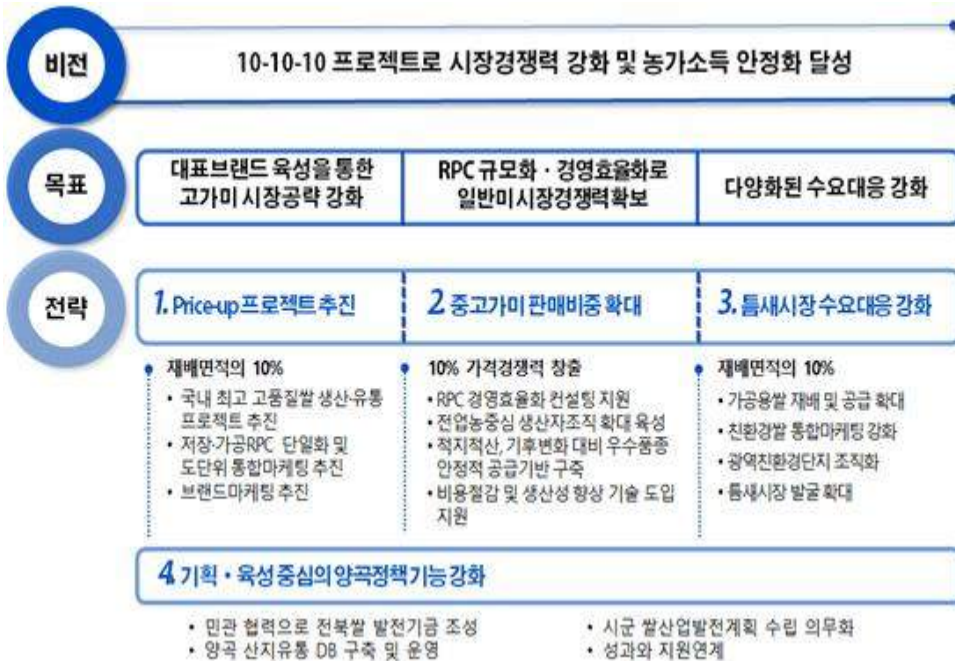 비전
10-10-10 프로젝트로 시장경쟁력 강화 및 농가소득 안정화 달성
목표
대표브랜드 육성을 통한
고가미 시장공략 강화
RPC 규모화 · 경영효율화로
일반미시장경쟁력확보
다양화된 수요대응 강화
전략
1. Price-up프로젝트 추진
2. 중고가미 판매비중 확대
3. 틈새시장 수요대응 강화
재배면적의 10%
• 국내 최고 고품질쌀 생산·유통
프로젝트 추진
• 저장·가공RPC 단일화 및
도단위 통합마케팅 추진
• 브랜드마케팅 추진
10% 가격경쟁력 창출
• RPC 경영효율화 컨설팅 지원
• 전업농중심 생산자조직 확대 육성
• 적지적산, 기후변화 대비 우수품종
안정적 공급기반 구축
• 비용절감 및 생산성 향상 기술 도입
지원
재배면적의 10%
• 가공용쌀 재배 및 공급 확대
• 친환경쌀 통합마케팅 강화
• 광역친환경단지 조직화
• 틈새시장 발굴 확대
4. 기획 · 육성 중심의 양곡정책기능 강화
• 민관 협력으로 전북쌀 발전기금 조성
• 양곡 산지유통 DB 구축 및 운영
• 시군 쌀산업발전계획 수립 의무화
• 성과와 지원연계